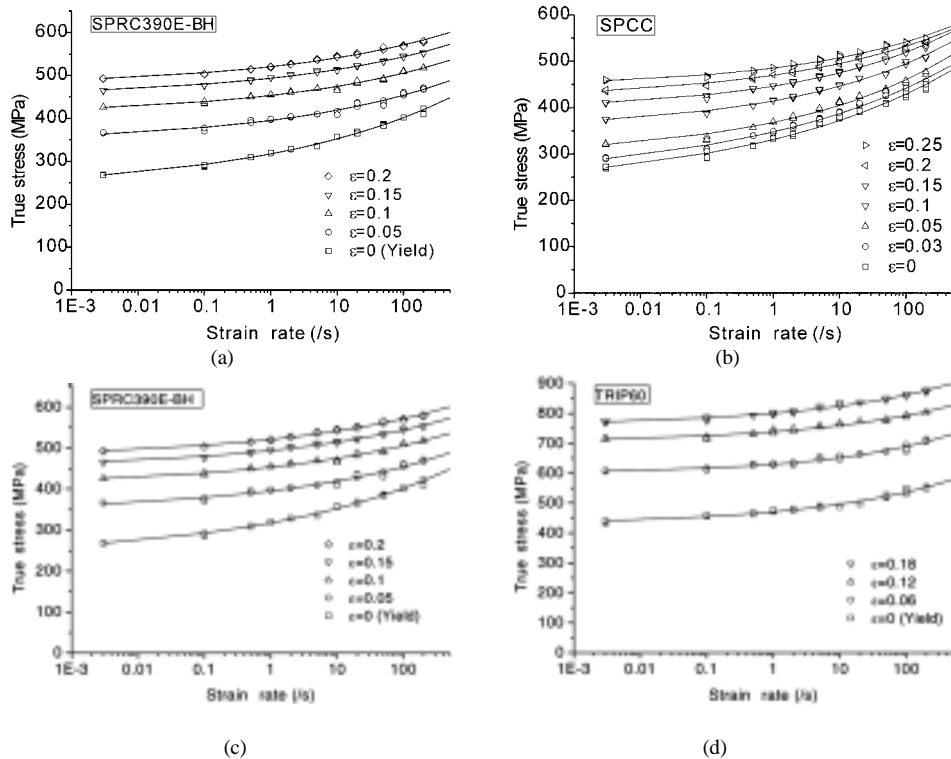 SPRC390E-BH
600
500
400
300
200
100
0
True stress (MPa)
ε=0.2
ε=0.15
ε=0.1
ε=0.05
ε=0 (Yield)
1E-3 0.01 0.1 1 10 100
Strain rate (/s)
(a)
SPCC
600
500
400
300
200
100
0
True stress (MPa)
ε=0.25
ε=0.2
ε=0.15
ε=0.1
ε=0.05
ε=0.03
ε=0
1E-3 0.01 0.1 1 10 100
Strain rate (/s)
(b)
SPRC390E-BH
600
500
400
300
200
100
0
True stress (MPa)
ε=0.2
ε=0.15
ε=0.1
ε=0.05
ε=0 (Yield)
1E-3 0.01 0.1 1 10 100
Strain rate (/s)
(c)
TRIP60
900
800
700
600
500
400
300
200
100
0
True stress (MPa)
ε=0.18
ε=0.12
ε=0.06
ε=0 (Yield)
1E-3 0.01 0.1 1 10 100
Strain rate (/s)
(d)